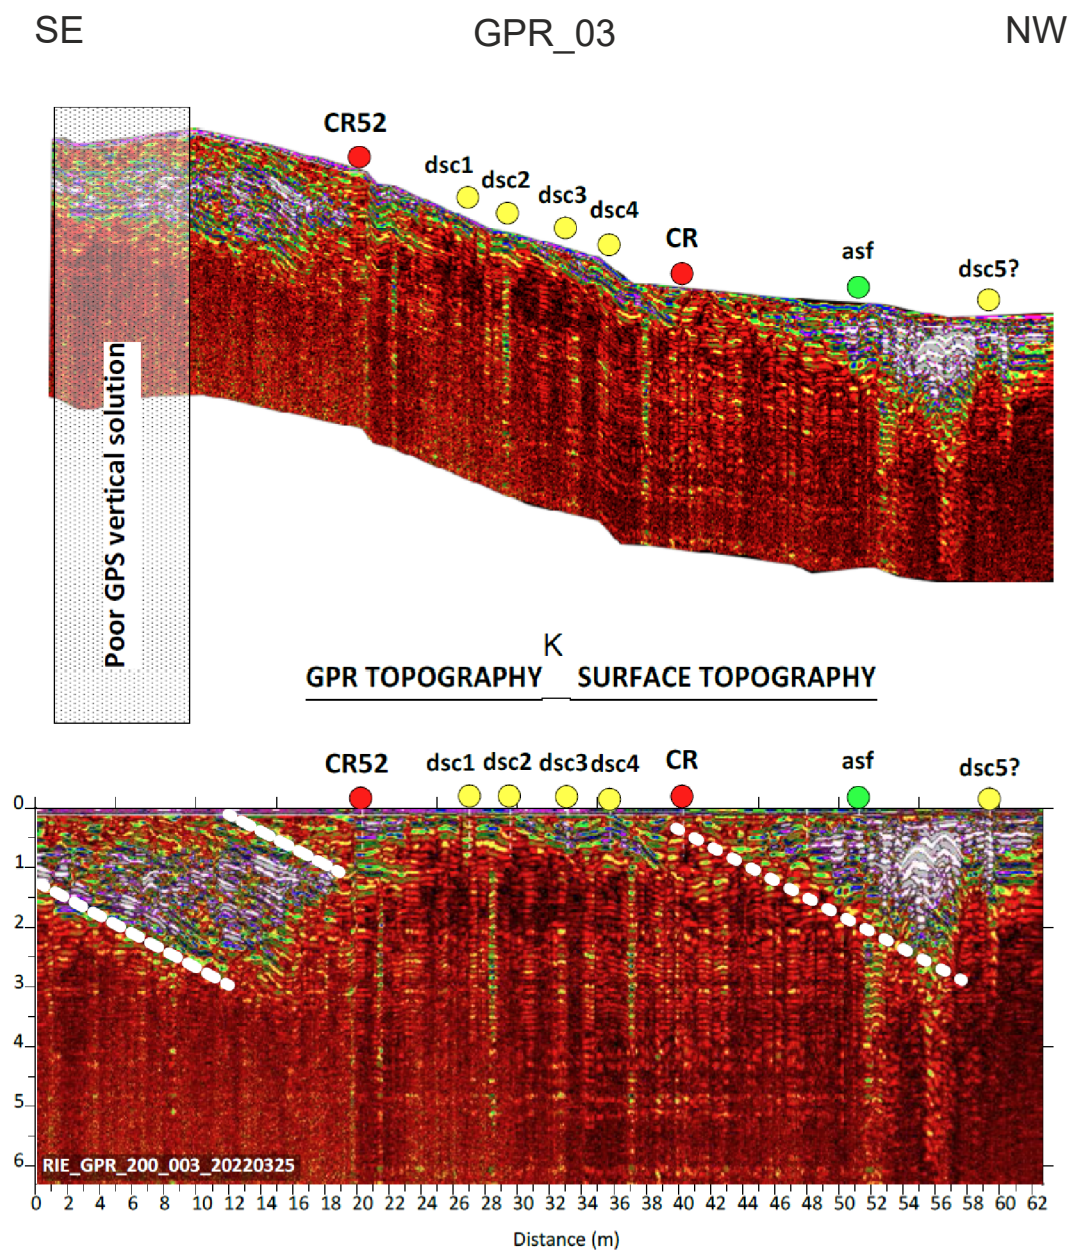 SE GPR_03 NW
CR52
dsc1
dsc2
dsc3
dsc4
CR
asf
dsc5?
Poor GPS vertical solution
K
GPR TOPOGRAPHY SURFACE TOPOGRAPHY
CR52 dsc1 dsc2 dsc3 dsc4 CR asf dsc5?
0
1
2
3
4
5
6
RIE_GPR_200_003_20220325
0 2 4 6 8 10 12 14 16 18 20 22 24 26 28 30 32 34 36 38 40 42 44 46 48 50 52 54 56 58 60 62
Distance (m)